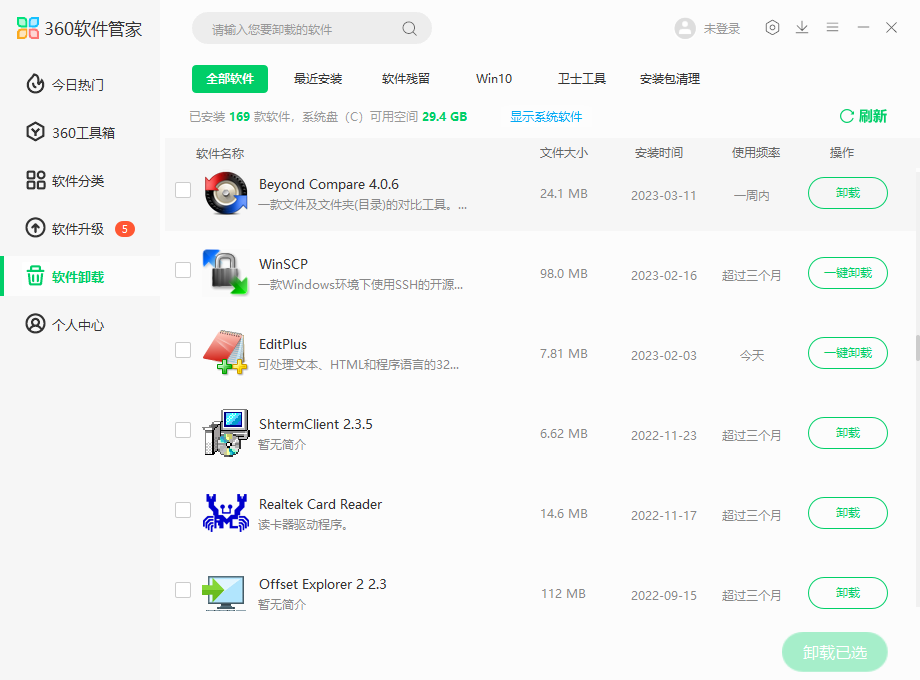 360软件管家
请输入您要卸载的软件
未登录
今日热门
360工具箱
软件分类
软件升级 5
软件卸载
个人中心
全部软件 最近安装 软件残留 Win10 卫士工具 安装包清理
已安装 169 款软件，系统盘（C）可用空间 29.4 GB 显示系统软件 刷新
软件名称 文件大小 安装时间 使用频率 操作
Beyond Compare 4.0.6
一款文件及文件夹(目录)的对比工具。...
24.1 MB 2023-03-11 一周内 卸载
WinSCP
一款Windows环境下使用SSH的开源...
98.0 MB 2023-02-16 超过三个月 一键卸载
EditPlus
可处理文本、HTML和程序语言的32...
7.81 MB 2023-02-03 今天 一键卸载
ShtermClient 2.3.5
暂无简介
6.62 MB 2022-11-23 超过三个月 卸载
Realtek Card Reader
读卡器驱动程序。
14.6 MB 2022-11-17 超过三个月 卸载
Offset Explorer 2 2.3
暂无简介
112 MB 2022-09-15 超过三个月 卸载
卸载已选